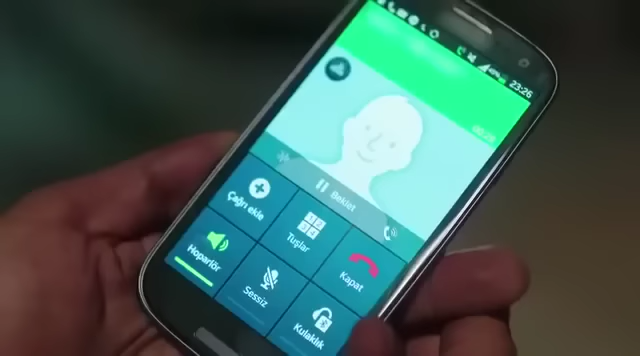 23:26
Beklet
Çağrı ekle
Tuşlar
Kapat
Hoparlör
Sessiz
Kulaklık